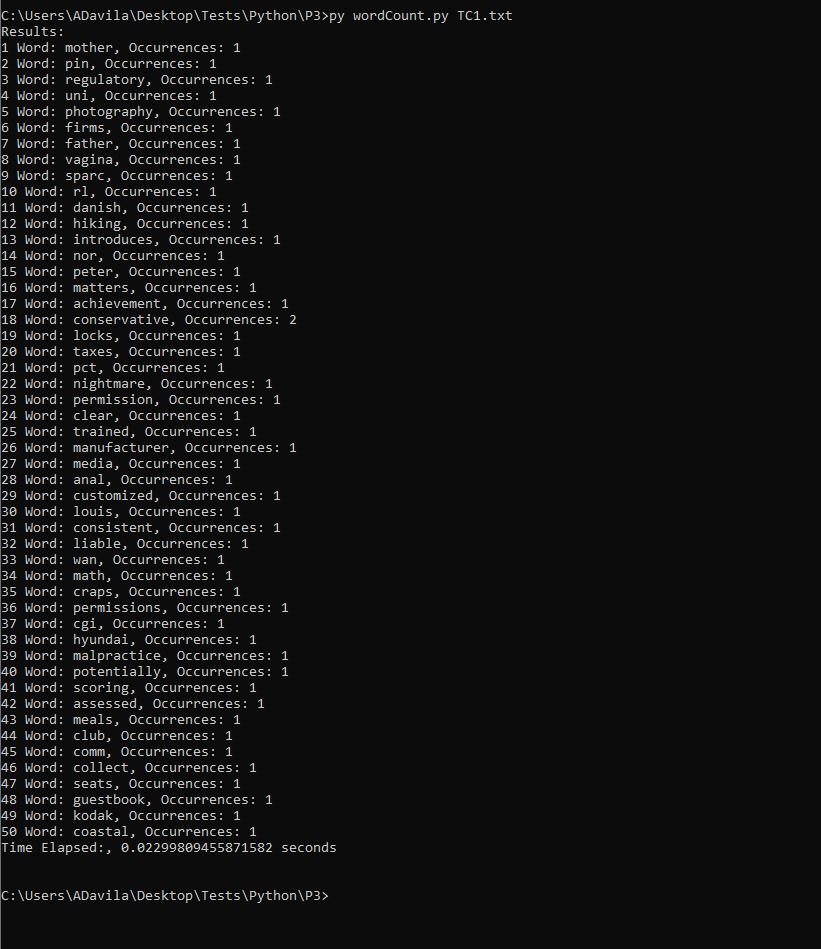 C:\Users\ADavila\Desktop\Tests\Python\P3>py wordCount.py TC1.txt
Results:
1 Word: mother, Occurrences: 1
2 Word: pin, Occurrences: 1
3 Word: regulatory, Occurrences: 1
4 Word: uni, Occurrences: 1
5 Word: photography, Occurrences: 1
6 Word: firms, Occurrences: 1
7 Word: father, Occurrences: 1
8 Word: vagina, Occurrences: 1
9 Word: sparc, Occurrences: 1
10 Word: rl, Occurrences: 1
11 Word: danish, Occurrences: 1
12 Word: hiking, Occurrences: 1
13 Word: introduces, Occurrences: 1
14 Word: nor, Occurrences: 1
15 Word: peter, Occurrences: 1
16 Word: matters, Occurrences: 1
17 Word: achievement, Occurrences: 1
18 Word: conservative, Occurrences: 2
19 Word: locks, Occurrences: 1
20 Word: taxes, Occurrences: 1
21 Word: pct, Occurrences: 1
22 Word: nightmare, Occurrences: 1
23 Word: permission, Occurrences: 1
24 Word: clear, Occurrences: 1
25 Word: trained, Occurrences: 1
26 Word: manufacturer, Occurrences: 1
27 Word: media, Occurrences: 1
28 Word: anal, Occurrences: 1
29 Word: customized, Occurrences: 1
30 Word: louis, Occurrences: 1
31 Word: consistent, Occurrences: 1
32 Word: liable, Occurrences: 1
33 Word: wan, Occurrences: 1
34 Word: math, Occurrences: 1
35 Word: craps, Occurrences: 1
36 Word: permissions, Occurrences: 1
37 Word: cgi, Occurrences: 1
38 Word: hyundai, Occurrences: 1
39 Word: malpractice, Occurrences: 1
40 Word: potentially, Occurrences: 1
41 Word: scoring, Occurrences: 1
42 Word: assessed, Occurrences: 1
43 Word: meals, Occurrences: 1
44 Word: club, Occurrences: 1
45 Word: comm, Occurrences: 1
46 Word: collect, Occurrences: 1
47 Word: seats, Occurrences: 1
48 Word: guestbook, Occurrences: 1
49 Word: kodak, Occurrences: 1
50 Word: coastal, Occurrences: 1
Time Elapsed:, 0.02299809455871582 seconds
C:\Users\ADavila\Desktop\Tests\Python\P3>